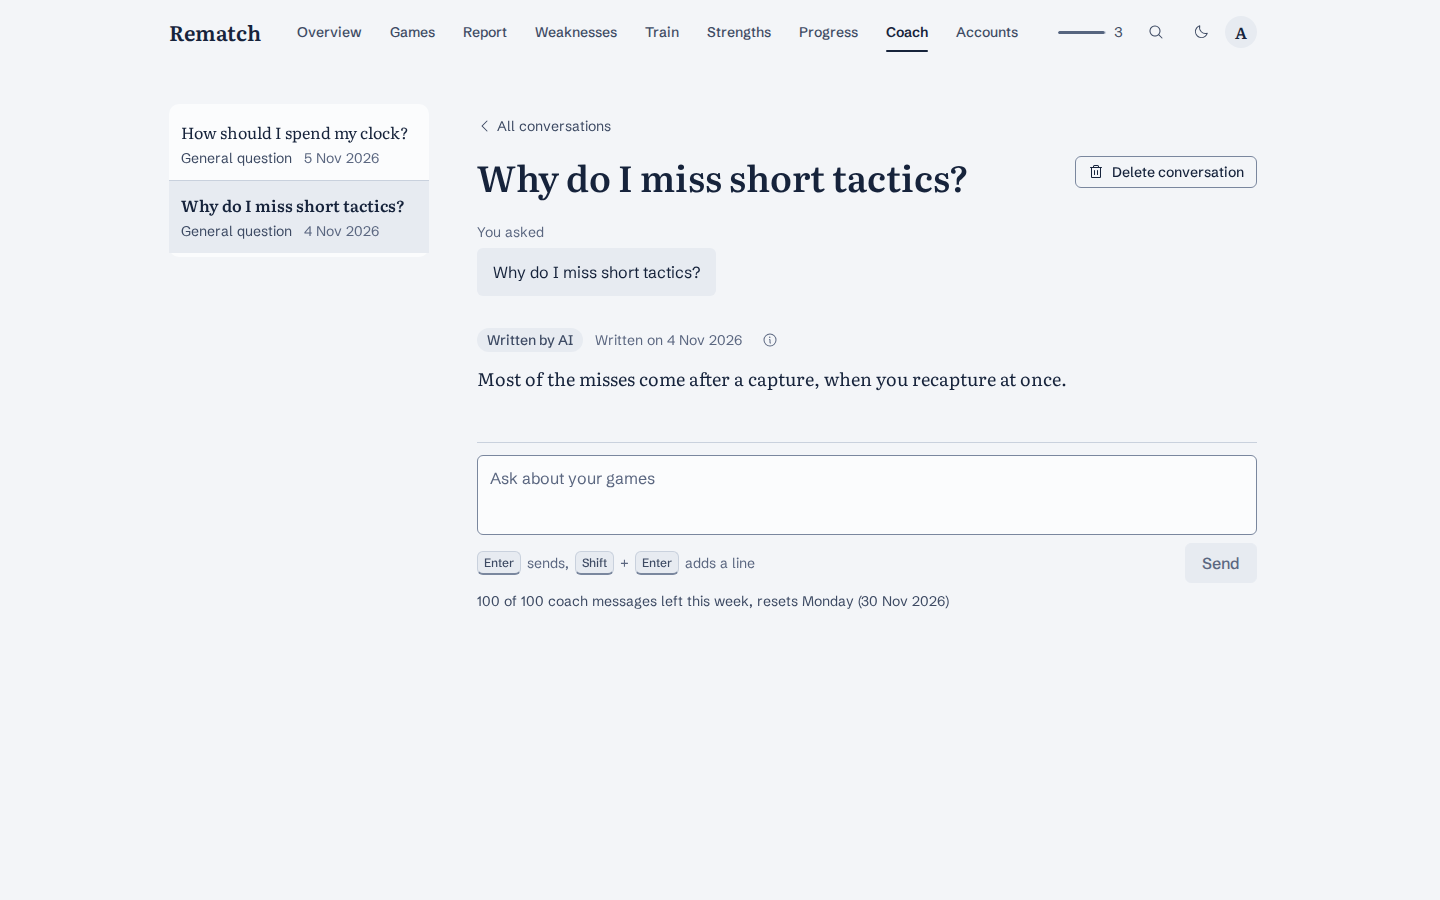 Rematch Overview Games Report Weaknesses Train Strengths Progress Coach Accounts 3 A
How should I spend my clock?
General question 5 Nov 2026
Why do I miss short tactics?
General question 4 Nov 2026
All conversations
Why do I miss short tactics?
Delete conversation
You asked
Why do I miss short tactics?
Written by AI Written on 4 Nov 2026
Most of the misses come after a capture, when you recapture at once.
Ask about your games
Enter sends, Shift + Enter adds a line
Send
100 of 100 coach messages left this week, resets Monday (30 Nov 2026)